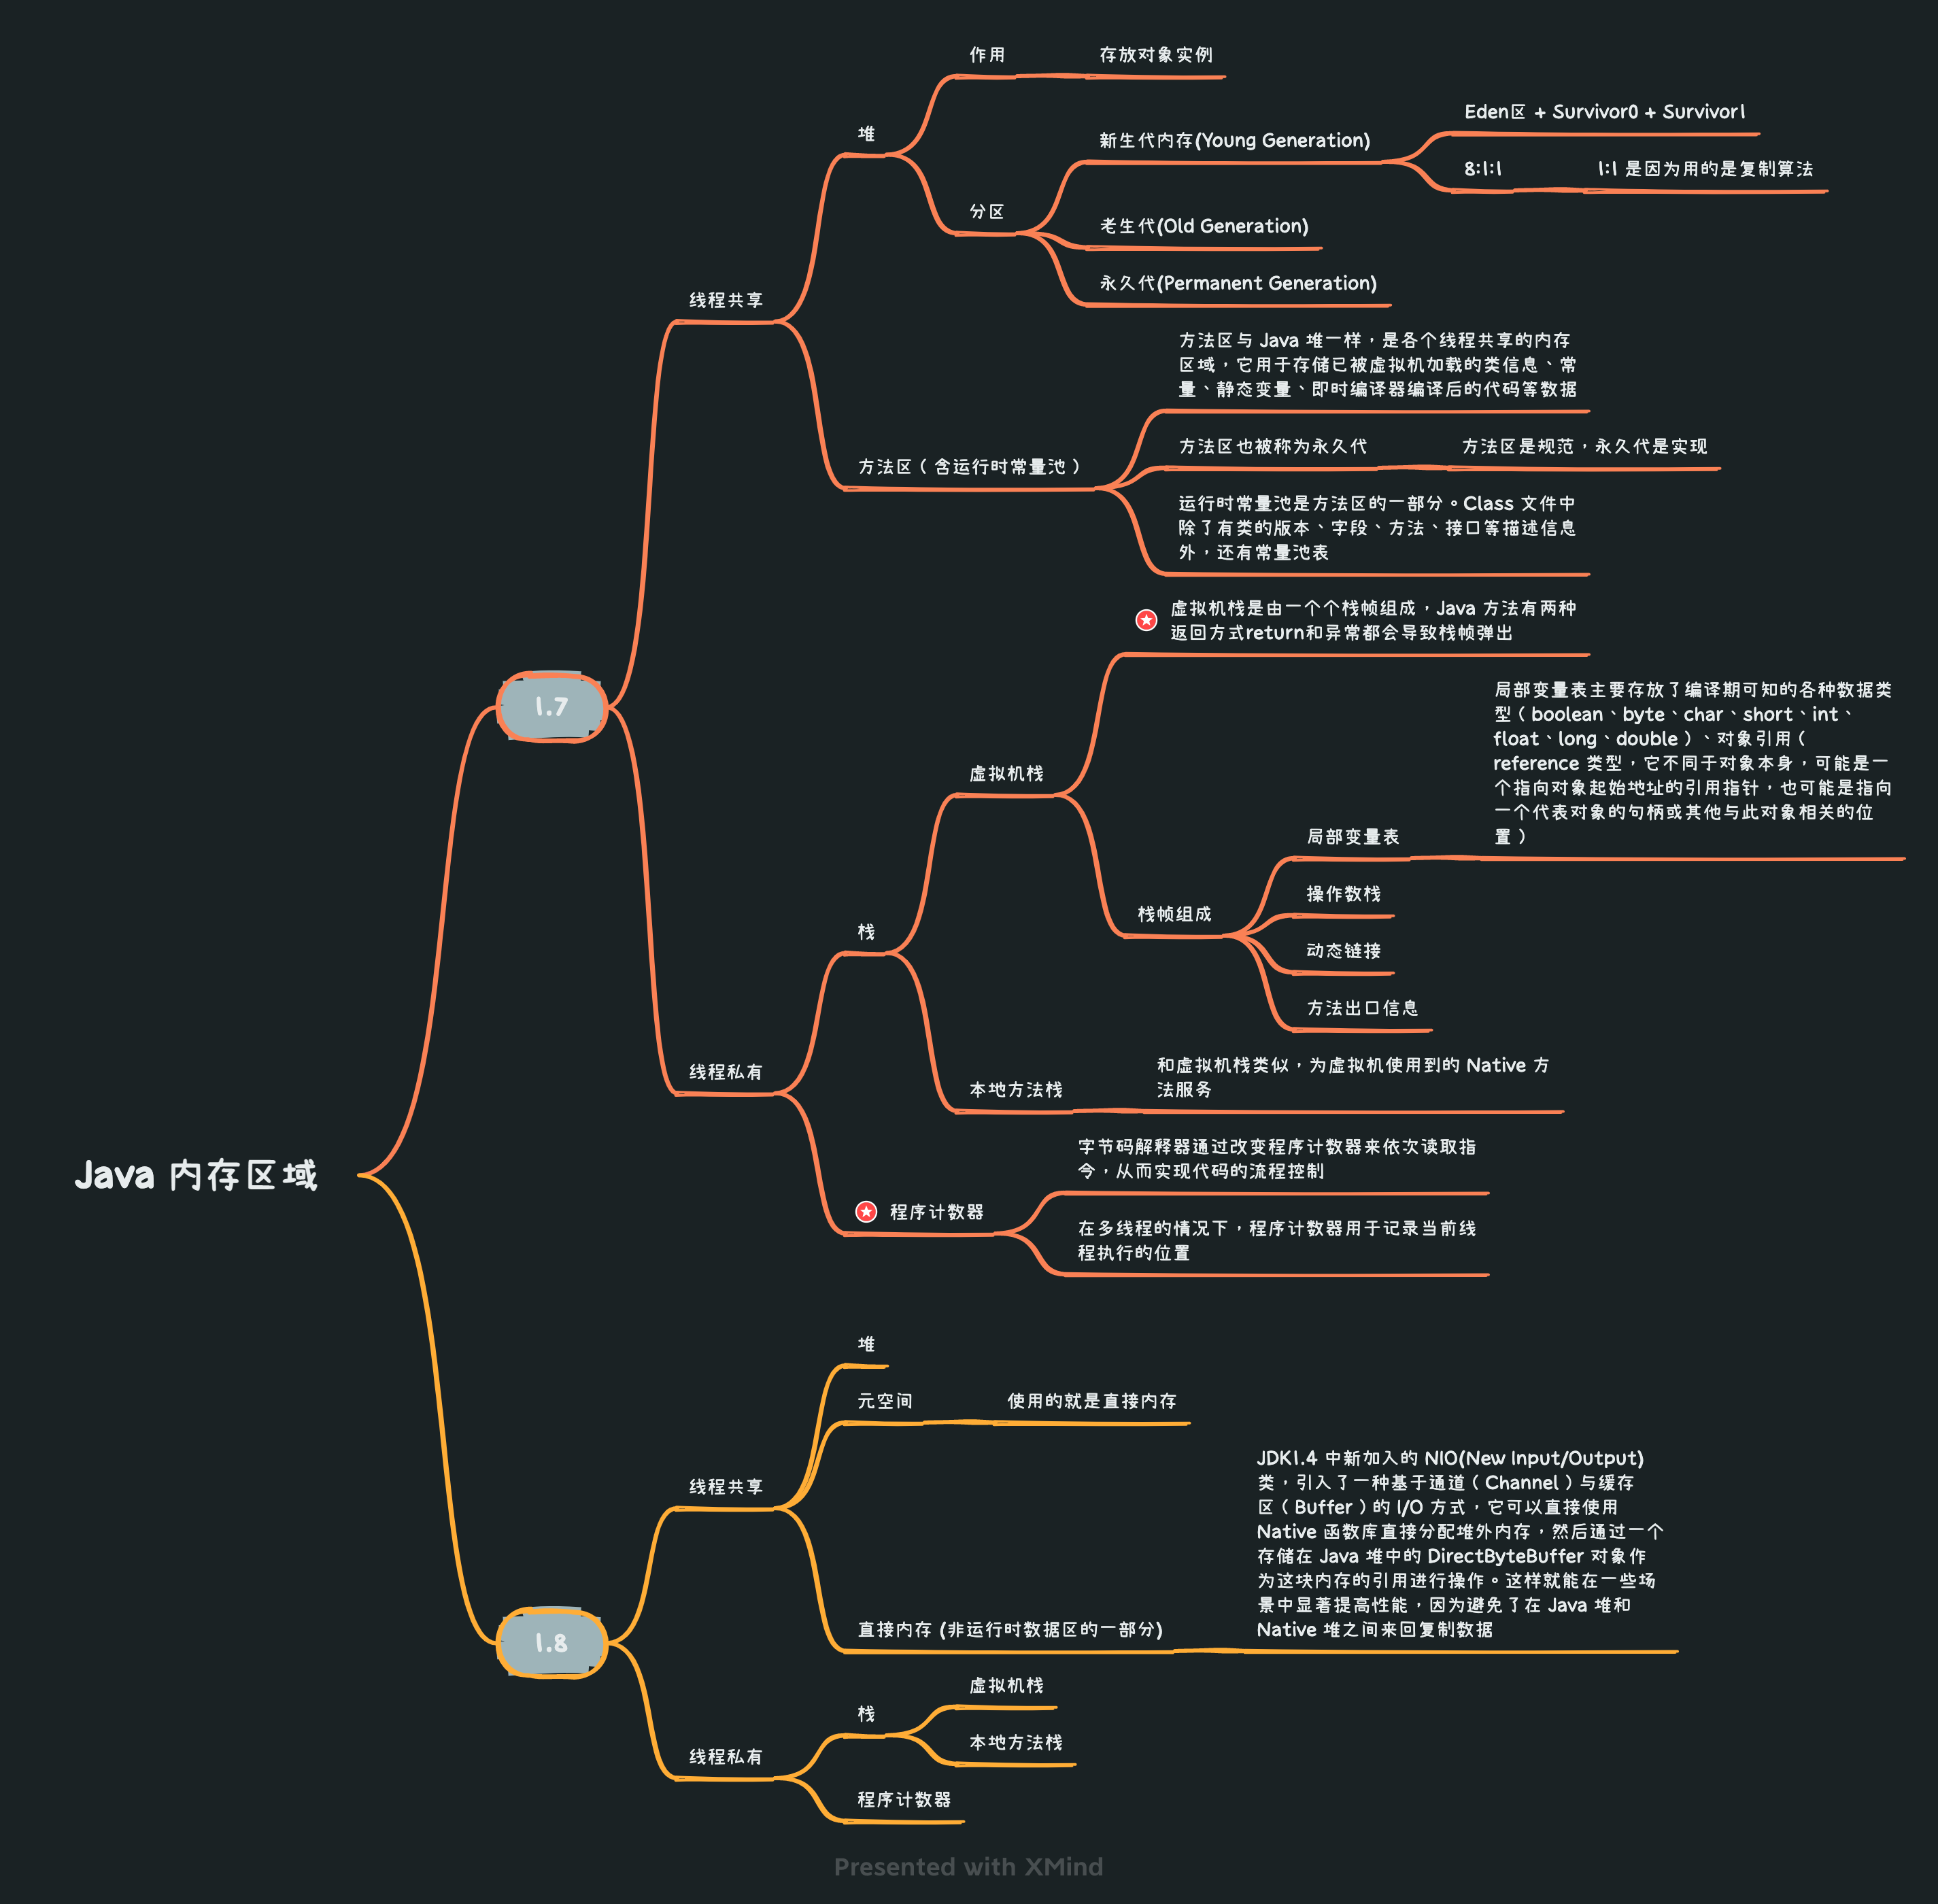 Java 内存区域
1.7
线程共享
堆
作用
存放对象实例
分区
新生代内存(Young Generation)
Eden区 + Survivor0 + Survivor1
8:1:1
1:1 是因为用的是复制算法
老生代(Old Generation)
永久代(Permanent Generation)
方法区（含运行时常量池）
方法区与 Java 堆一样，是各个线程共享的内存
区域，它用于存储已被虚拟机加载的类信息、常
量、静态变量、即时编译器编译后的代码等数据
方法区也被称为永久代
方法区是规范，永久代是实现
运行时常量池是方法区的一部分。Class 文件中
除了有类的版本、字段、方法、接口等描述信息
外，还有常量池表
线程私有
栈
虚拟机栈
虚拟机栈是由一个个栈帧组成，Java 方法有两种
返回方式return和异常都会导致栈帧弹出
栈帧组成
局部变量表
局部变量表主要存放了编译期可知的各种数据类
型（boolean、byte、char、short、int、
float、long、double）、对象引用（
reference 类型，它不同于对象本身，可能是一
个指向对象起始地址的引用指针，也可能是指向
一个代表对象的句柄或其他与此对象相关的位
置）
操作数栈
动态链接
方法出口信息
本地方法栈
和虚拟机栈类似，为虚拟机使用到的 Native 方
法服务
程序计数器
字节码解释器通过改变程序计数器来依次读取指
令，从而实现代码的流程控制
在多线程的情况下，程序计数器用于记录当前线
程执行的位置
1.8
线程共享
堆
元空间
使用的就是直接内存
直接内存 (非运行时数据区的一部分)
JDK1.4 中新加入的 NIO(New Input/Output)
类，引入了一种基于通道（Channel）与缓存
区（Buffer）的 I/O 方式，它可以直接使用
Native 函数库直接分配堆外内存，然后通过一个
存储在 Java 堆中的 DirectByteBuffer 对象作
为这块内存的引用进行操作。这样就能在一些场
景中显著提高性能，因为避免了在 Java 堆和
Native 堆之间来回复制数据
线程私有
栈
虚拟机栈
本地方法栈
程序计数器
Presented with XMind